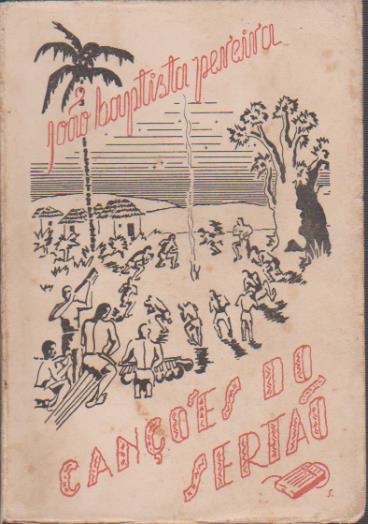 joão baptista pereira
CANÇÕES DO
SERTÃO
S.